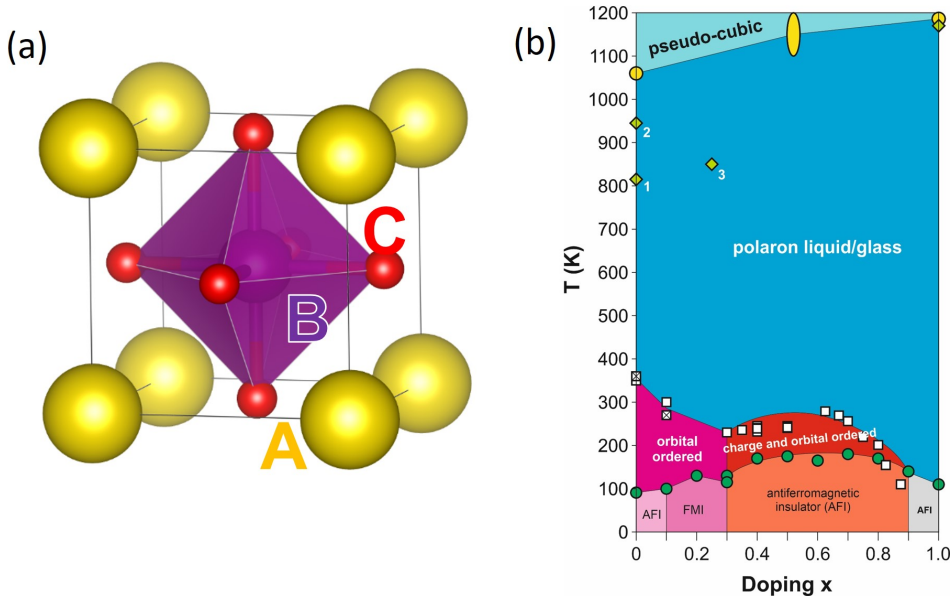 (a)
C
B
A
(b)
1200
1100
1000
900
800
700
600
500
400
300
200
100
0
T (K)
pseudo-cubic
2
1
3
polaron liquid/glass
orbital
ordered
charge and orbital ordered
antiferromagnetic
insulator (AFI)
AFI
FMI
AFI
0
0.2
0.4
0.6
0.8
1.0
Doping x